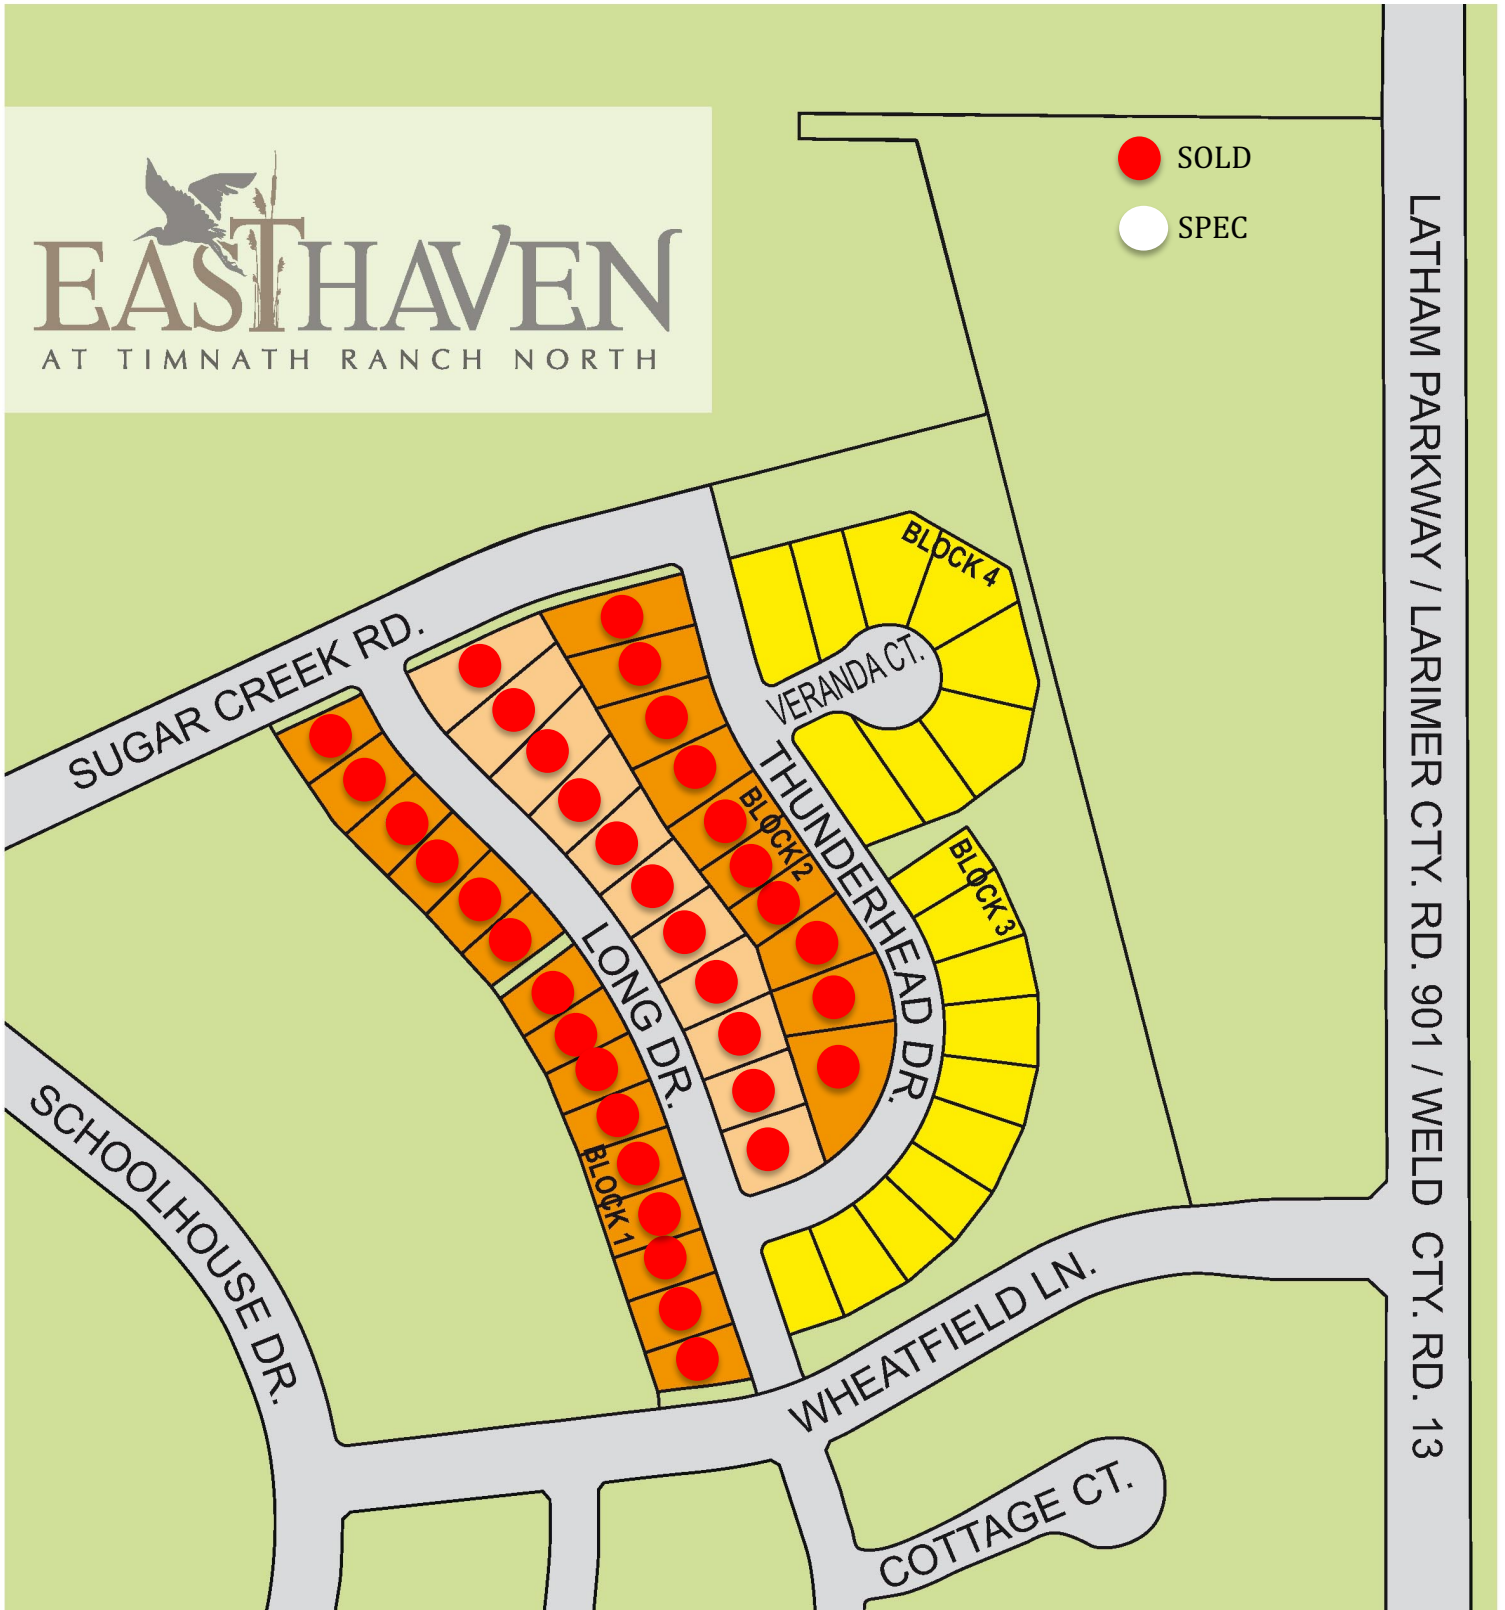 EASTHAVEN
AT TIMNATH RANCH NORTH
SOLD
SPEC
LATHAM PARKWAY / LARIMER CTY. RD. 901 / WELD CTY. RD. 13
BLOCK 4
SUGAR CREEK RD.
VERANDA CT.
THUNDERHEAD DR.
BLOCK 2
BLOCK 3
LONG DR.
SCHOOLHOUSE DR.
BLOCK 1
WHEATFIELD LN.
COTTAGE CT.